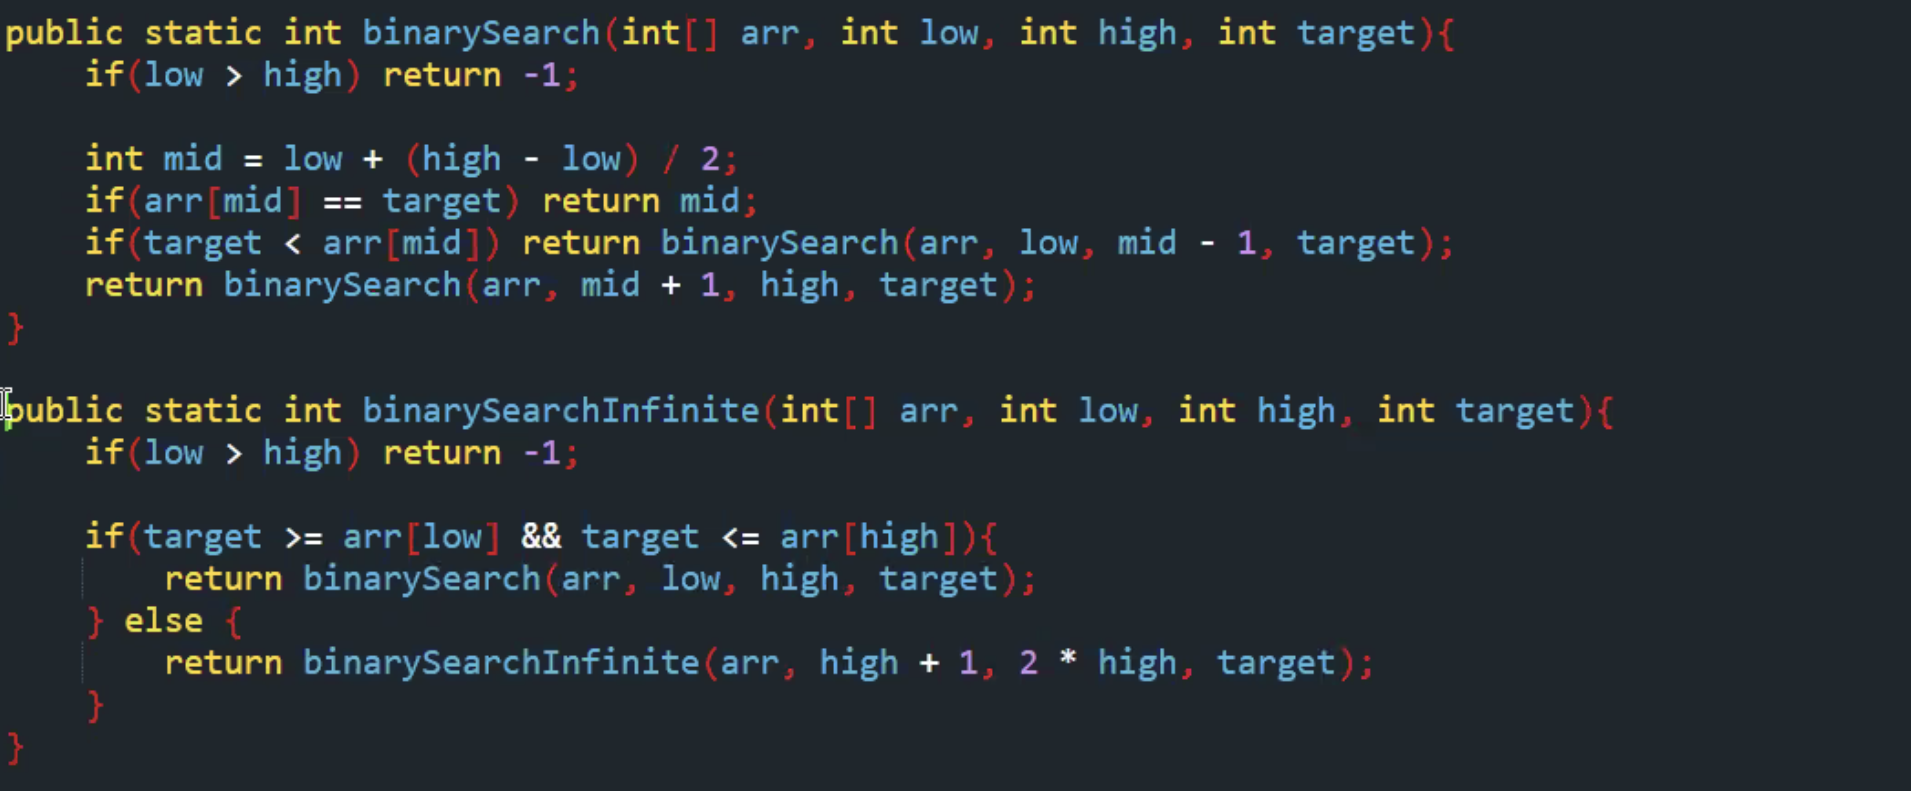 public static int binarySearch(int[] arr, int low, int high, int target){
    if(low > high) return -1;

    int mid = low + (high - low) / 2;
    if(arr[mid] == target) return mid;
    if(target < arr[mid]) return binarySearch(arr, low, mid - 1, target);
    return binarySearch(arr, mid + 1, high, target);
}

public static int binarySearchInfinite(int[] arr, int low, int high, int target){
    if(low > high) return -1;

    if(target >= arr[low] && target <= arr[high]){
        return binarySearch(arr, low, high, target);
    } else {
        return binarySearchInfinite(arr, high + 1, 2 * high, target);
    }
}